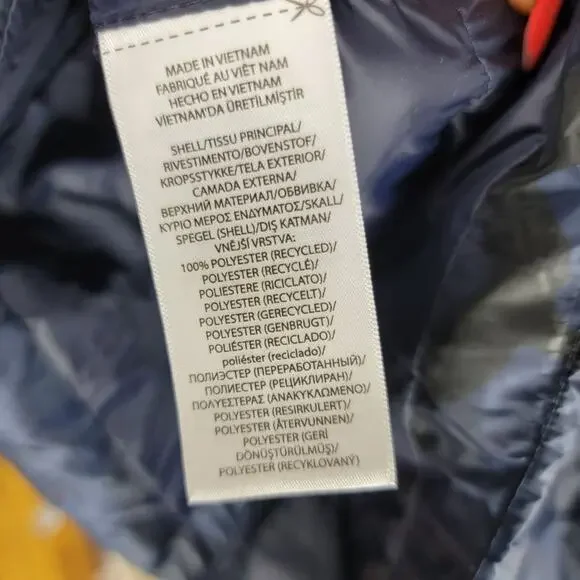 MADE IN VIETNAM
FABRIQUÉ AU VIÊT NAM
HECHO EN VIETNAM
VIETNAM'DA ÜRETİLMİŞTİR
SHELL/TISSU PRINCIPAL/
RIVESTIMENTO/BOVENSTOF/
KROPSSTYKKE/TELA EXTERIOR/
CAMADA EXTERNA/
ВЕРХНИЙ МАТЕРИАЛ/ОБВИВКА/
ΚΥΡΙΟ ΜΕΡΟΣ ΕΝΔΥΜΑΤΟΣ/SKALL/
SPEGEL (SHELL)/DIŞ KATMAN/
VNĚJŠÍ VRSTVA:
100% POLYESTER (RECYCLED)/
POLYESTER (RECYCLÉ)/
POLIESTERE (RICICLATO)/
POLYESTER (RECYCELT)/
POLYESTER (GERECYCLED)/
POLYESTER (GENBRUGT)/
POLIÉSTER (RECICLADO)/
poliéster (reciclado)/
ПОЛИЭСТЕР (ПЕРЕРАБОТАННЫЙ)/
ПОЛИЕСТЕР (РЕЦИКЛИРАН)/
ΠΟΛΥΕΣΤΕΡΑΣ (ΑΝΑΚΥΚΛΩΜΕΝΟ)/
POLYESTER (RESIRKULERT)/
POLYESTER (ÅTERVUNNEN)/
POLYESTER (GERİ
DÖNÜŞTÜRÜLMÜŞ)/
POLYESTER (RECYKLOVANÝ)